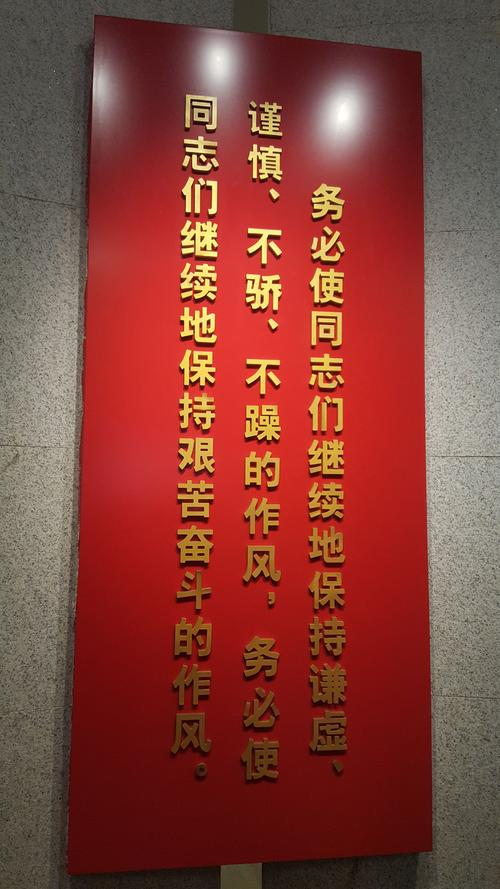 务必使同志们继续地保持谦虚、
谨慎、不骄、不躁的作风，务必使
同志们继续地保持艰苦奋斗的作风。